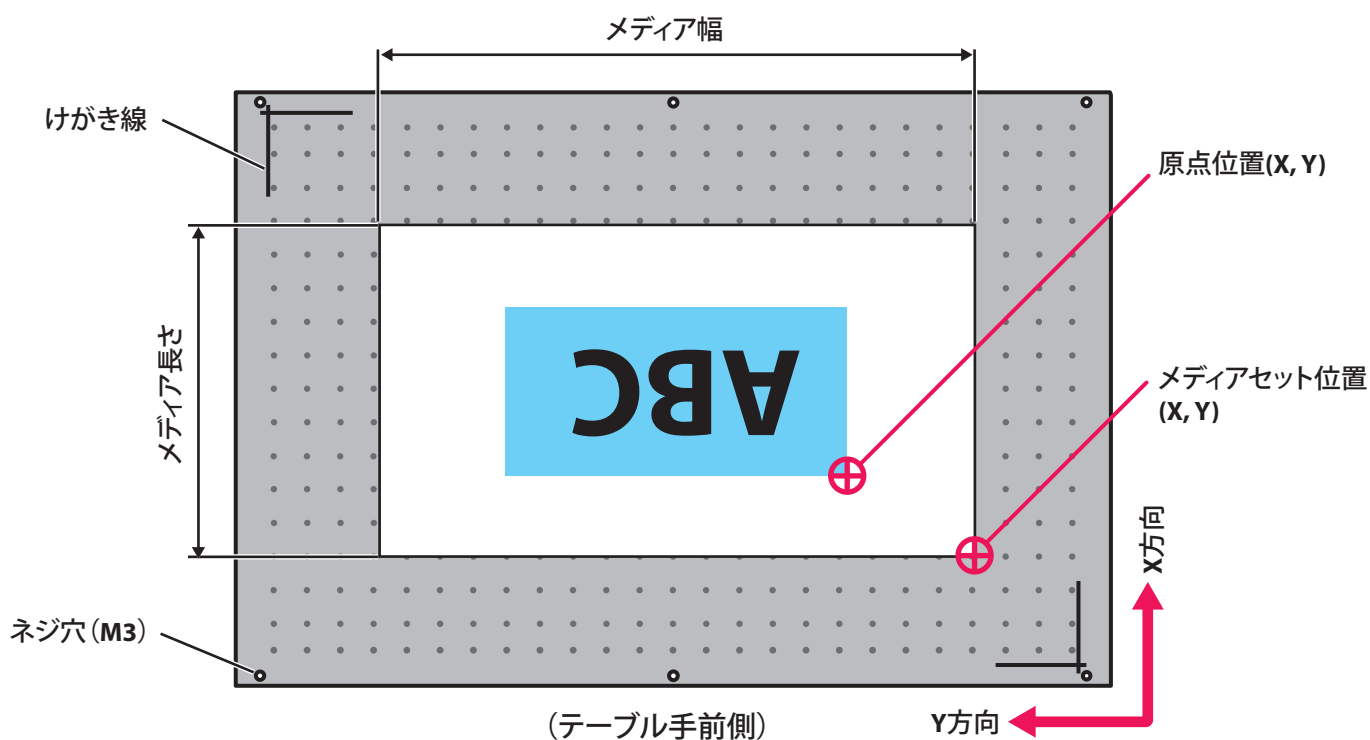 メディア幅
けがき線
原点位置(X, Y)
メディア長さ
ABC
メディアセット位置
(X, Y)
X方向
ネジ穴（M3）
（テーブル手前側）
Y方向